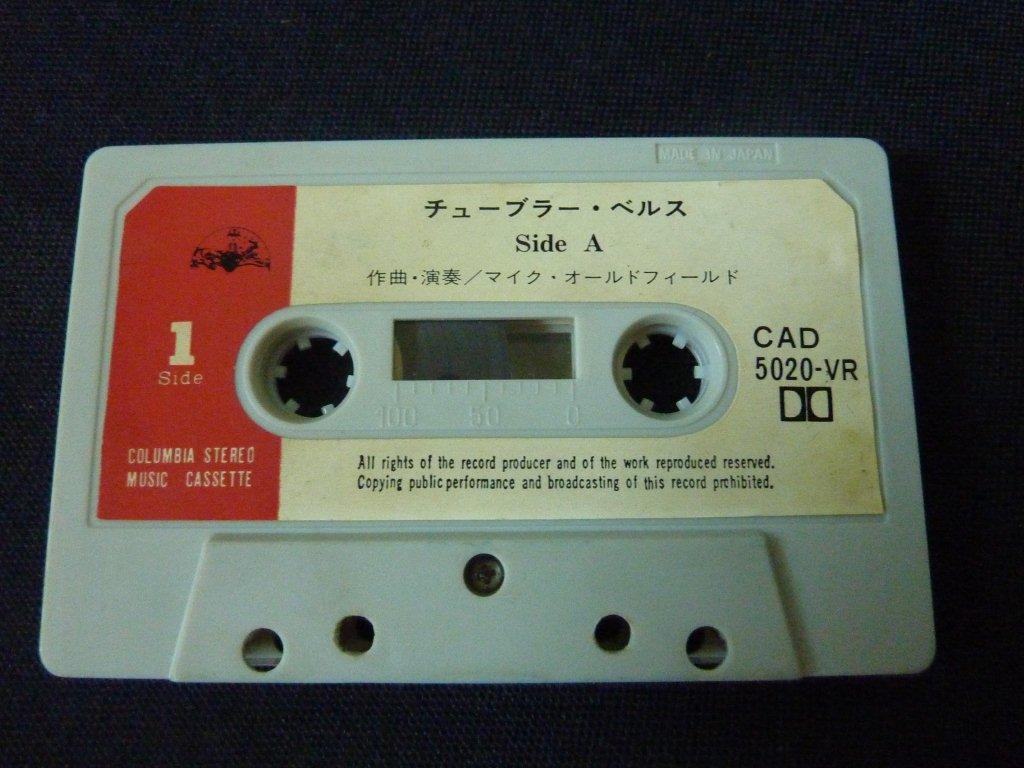 MADE IN JAPAN
チューブラー・ベルス
Side A
作曲・演奏／マイク・オールドフィールド
1
Side
CAD
5020-VR
100 50 0
COLUMBIA STEREO
MUSIC CASSETTE
All rights of the record producer and of the work reproduced reserved.
Copying public performance and broadcasting of this record prohibited.